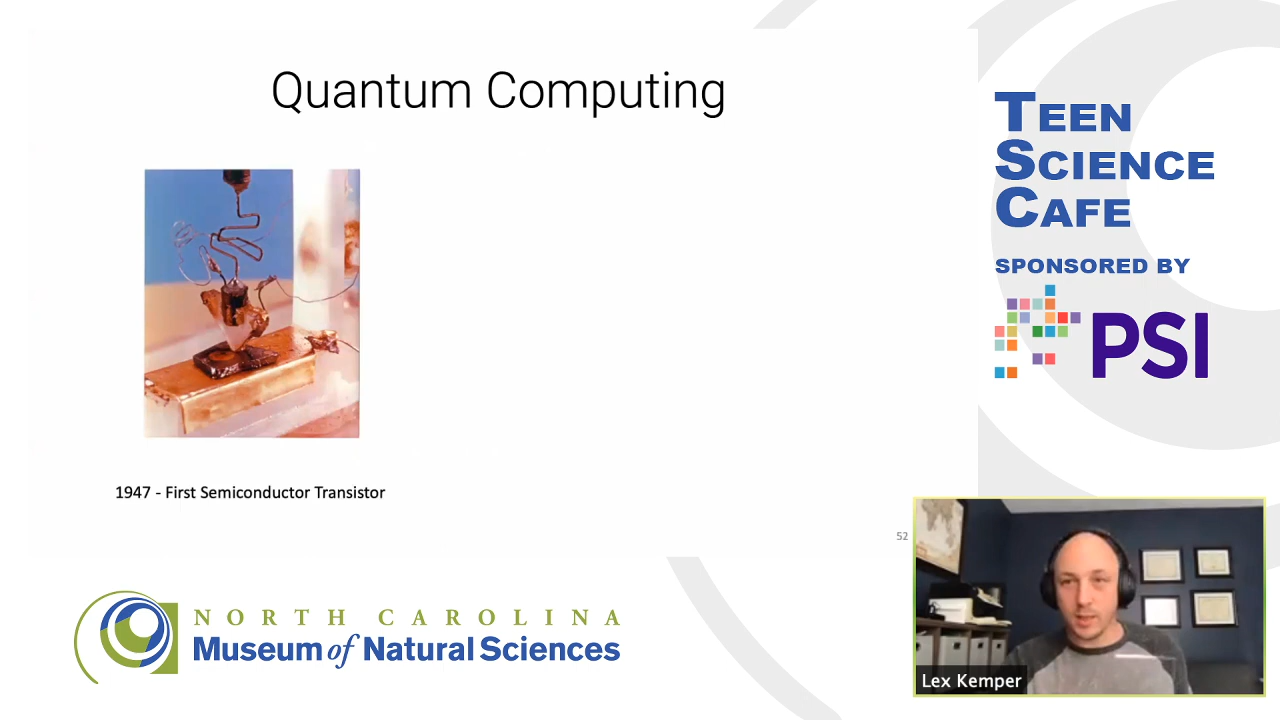 Quantum Computing
1947 - First Semiconductor Transistor
52
TEEN
SCIENCE
CAFE
SPONSORED BY
PSI
NORTH CAROLINA
Museum of Natural Sciences
Lex Kemper